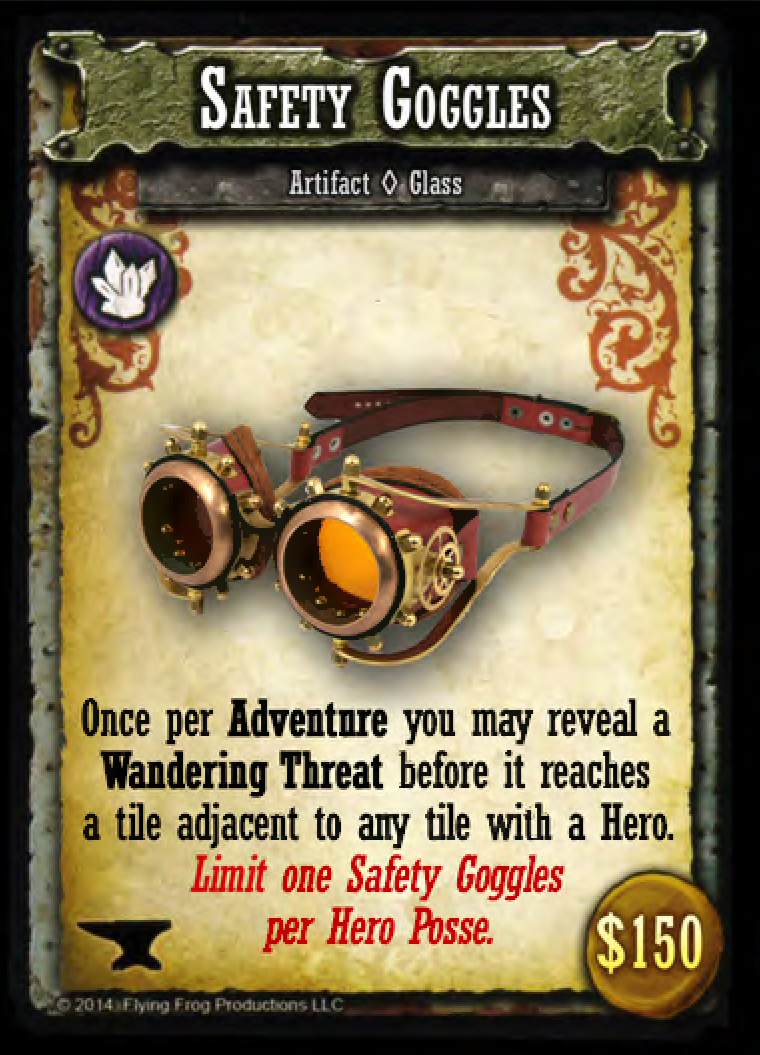 Safety Goggles
Artifact ◊ Glass
Once per Adventure you may reveal a
Wandering Threat before it reaches
a tile adjacent to any tile with a Hero.
Limit one Safety Goggles
per Hero Posse.
$150
© 2014 Flying Frog Productions LLC